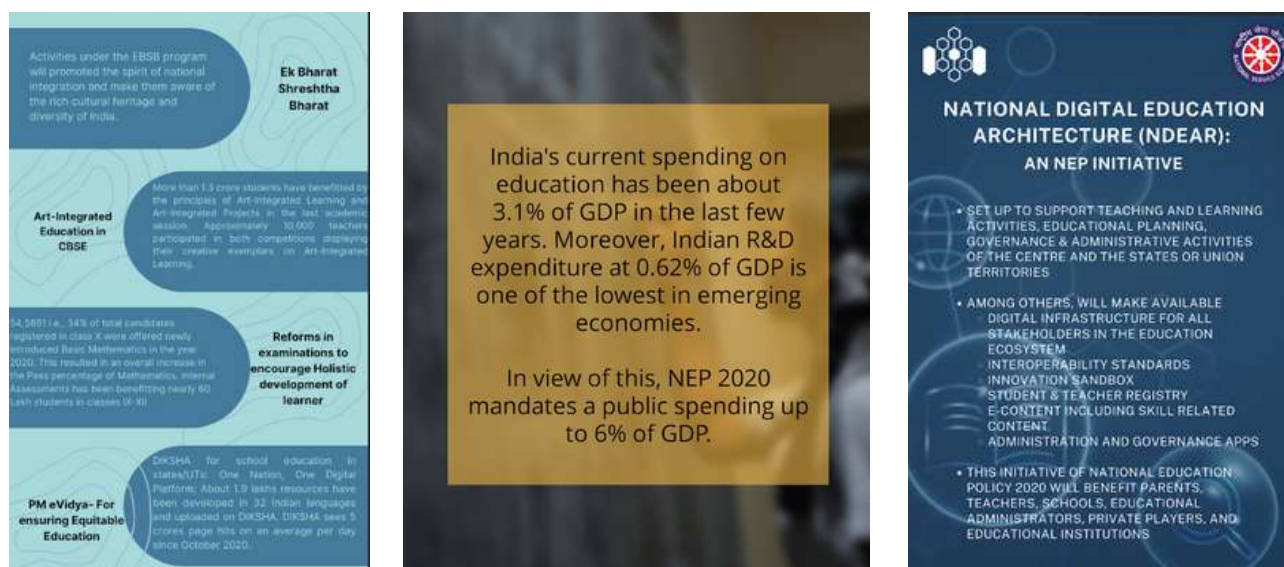 Activities under the EBSB program
will promoted the spirit of national
integration and make them aware of
the rich cultural heritage and
diversity of India.
Ek Bharat
Shreshtha
Bharat
More than 1.3 crore students have benefitted by
the principles of Art-Integrated Learning and
Art-Integrated Projects in the last academic
session. Approximately 10,000 teachers
participated in both competitions displaying
their creative exemplars on Art-Integrated
Learning.
Art-Integrated
Education in
CBSE
i.e., 34% of total candidates
registered in class X were offered newly
introduced Basic Mathematics in the year
2020. This resulted in an overall increase in
the Pass percentage of Mathematics. Internal
Assessments has been benefitting nearly 60
Lakh students in classes IX-XII
Reforms in
examinations to
encourage Holistic
development of
learner
DIKSHA for school education in
states/UTs: One Nation, One Digital
Platform: About 1.9 lakhs resources have
been developed in 32 Indian languages
and uploaded on DIKSHA. DIKSHA sees 5
crores page hits on an average per day
since October 2020.
PM eVidya- For
ensuring Equitable
Education
India's current spending on
education has been about
3.1% of GDP in the last few
years. Moreover, Indian R&D
expenditure at 0.62% of GDP is
one of the lowest in emerging
economies.
In view of this, NEP 2020
mandates a public spending up
to 6% of GDP.
NATIONAL DIGITAL EDUCATION
ARCHITECTURE (NDEAR):
AN NEP INITIATIVE
• SET UP TO SUPPORT TEACHING AND LEARNING
ACTIVITIES, EDUCATIONAL PLANNING,
GOVERNANCE & ADMINISTRATIVE ACTIVITIES
OF THE CENTRE AND THE STATES OR UNION
TERRITORIES
• AMONG OTHERS, WILL MAKE AVAILABLE
DIGITAL INFRASTRUCTURE FOR ALL
STAKEHOLDERS IN THE EDUCATION
ECOSYSTEM
INTEROPERABILITY STANDARDS
INNOVATION SANDBOX
STUDENT & TEACHER REGISTRY
E-CONTENT INCLUDING SKILL RELATED
CONTENT
ADMINISTRATION AND GOVERNANCE APPS
• THIS INITIATIVE OF NATIONAL EDUCATION
POLICY 2020 WILL BENEFIT PARENTS,
TEACHERS, SCHOOLS, EDUCATIONAL
ADMINISTRATORS, PRIVATE PLAYERS, AND
EDUCATIONAL INSTITUTIONS